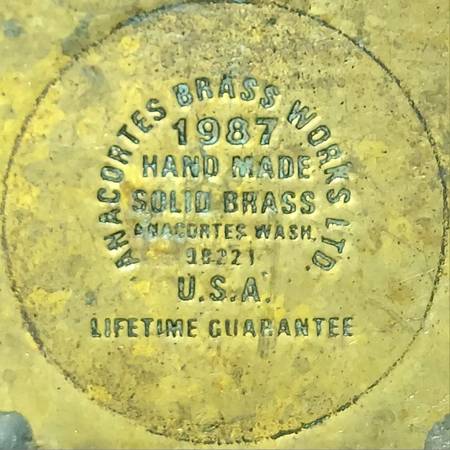 ANACORTES BRASS WORKS LTD.
1987
HAND MADE
SOLID BRASS
ANACORTES WASH.
98221
U.S.A.
LIFETIME GUARANTEE